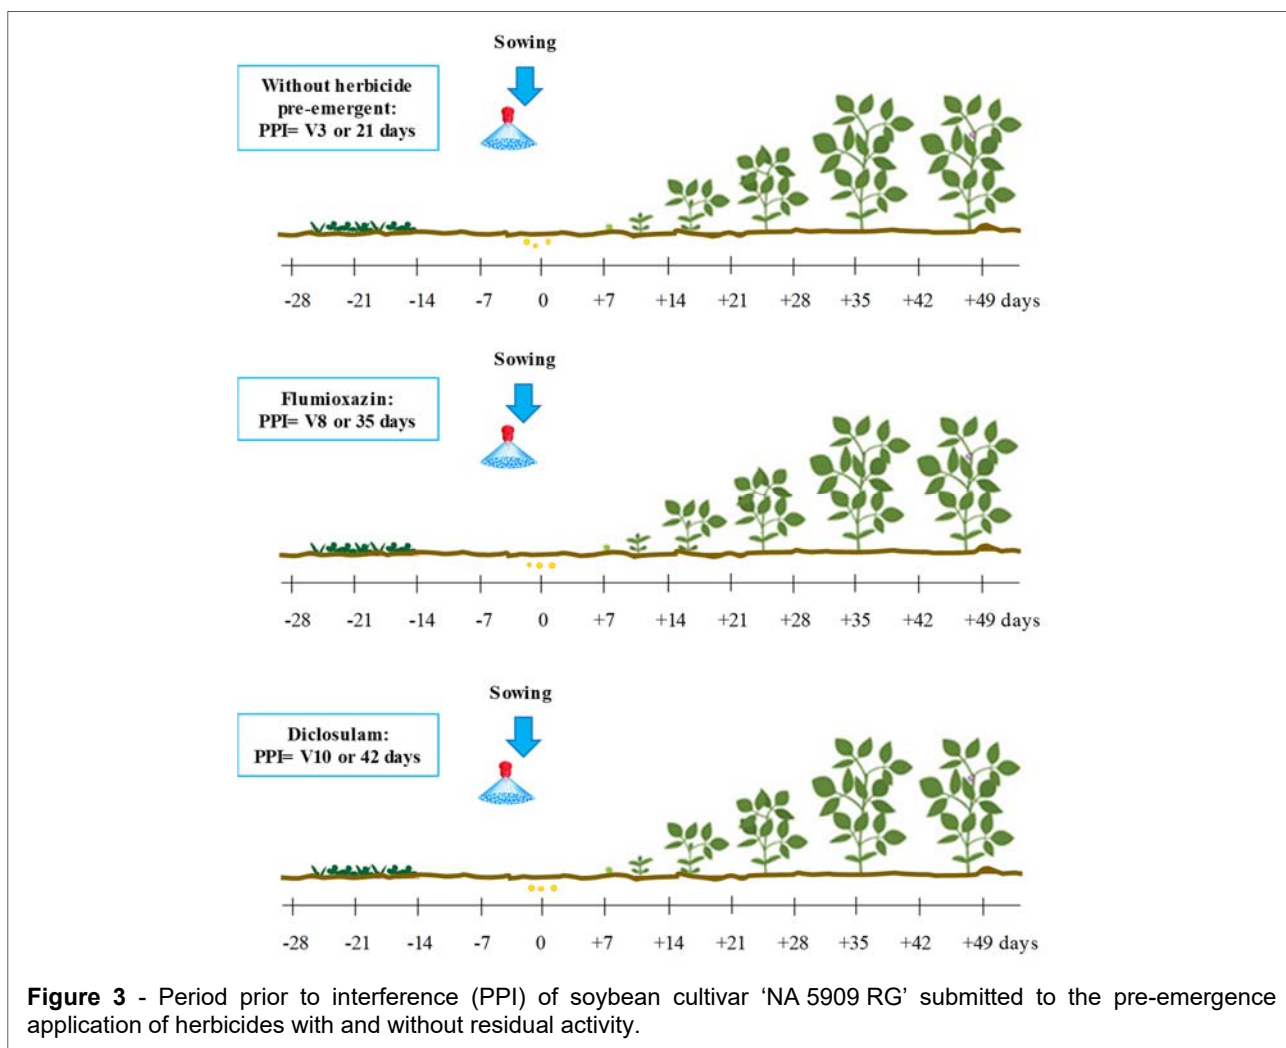 Sowing
Without herbicide
pre-emergent:
PPI= V3 or 21 days
-28 -21 -14 -7 0 +7 +14 +21 +28 +35 +42 +49 days
Sowing
Flumioxazin:
PPI= V8 or 35 days
-28 -21 -14 -7 0 +7 +14 +21 +28 +35 +42 +49 days
Sowing
Diclosulam:
PPI= V10 or 42 days
-28 -21 -14 -7 0 +7 +14 +21 +28 +35 +42 +49 days
Figure 3 - Period prior to interference (PPI) of soybean cultivar ‘NA 5909 RG’ submitted to the pre-emergence
application of herbicides with and without residual activity.